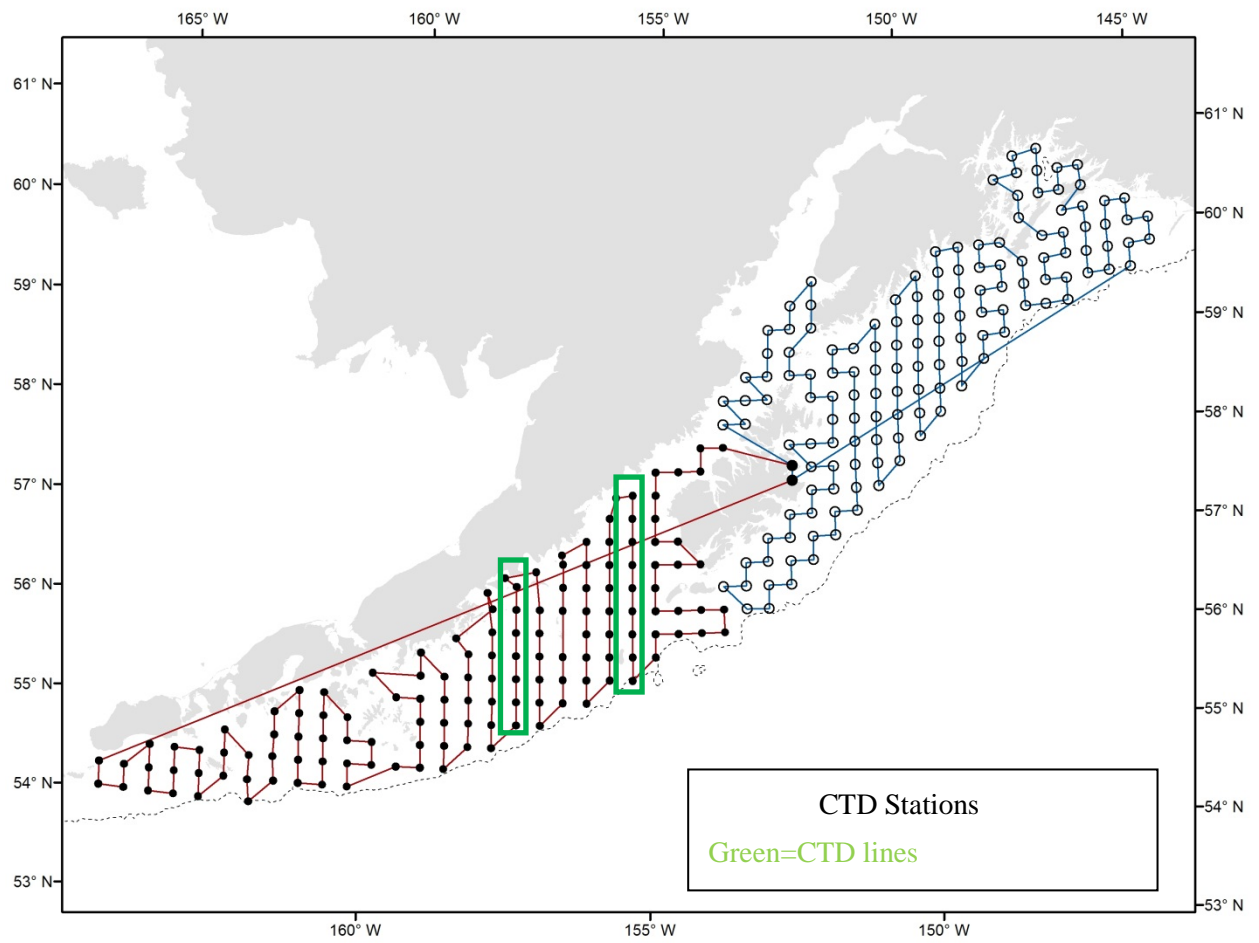 165° W 160° W 155° W 150° W 145° W
61° N
61° N
60° N
60° N
59° N
59° N
58° N
58° N
57° N
57° N
56° N
56° N
55° N
55° N
54° N
54° N
53° N
53° N
CTD Stations
Green=CTD lines
160° W 155° W 150° W